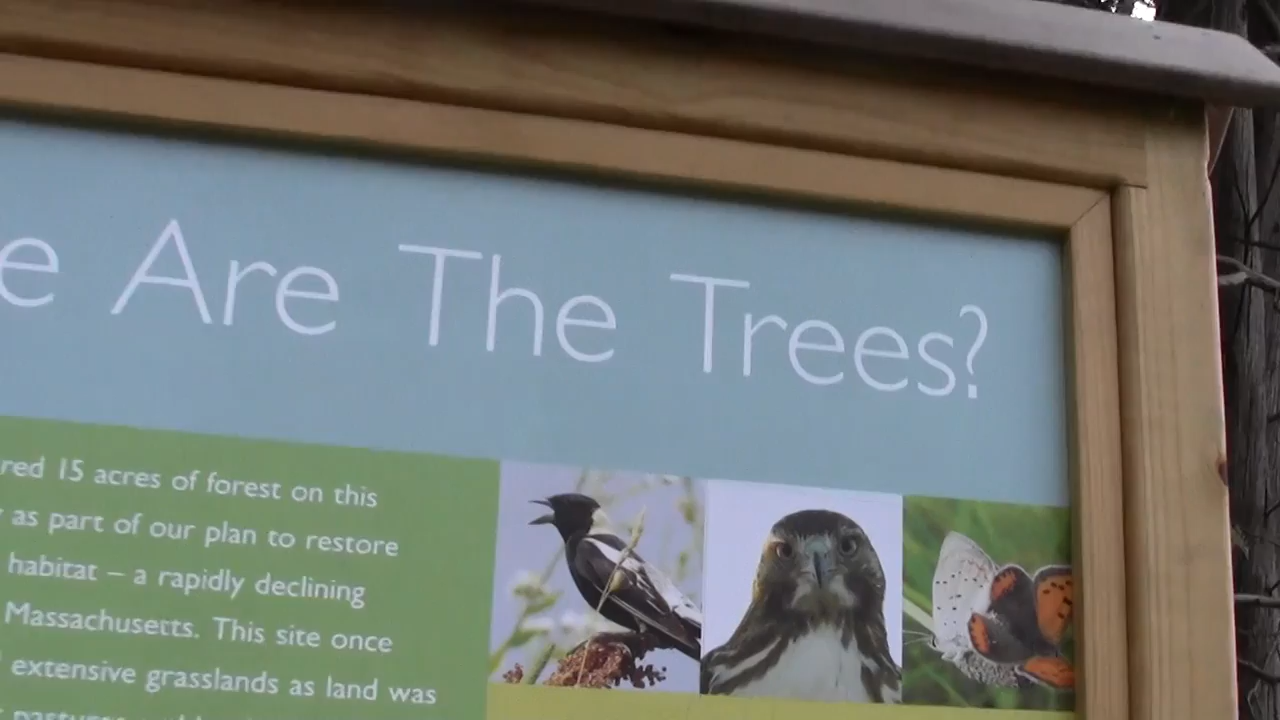 e Are The Trees?
red 15 acres of forest on this
as part of our plan to restore
habitat – a rapidly declining
Massachusetts. This site once
extensive grasslands as land was